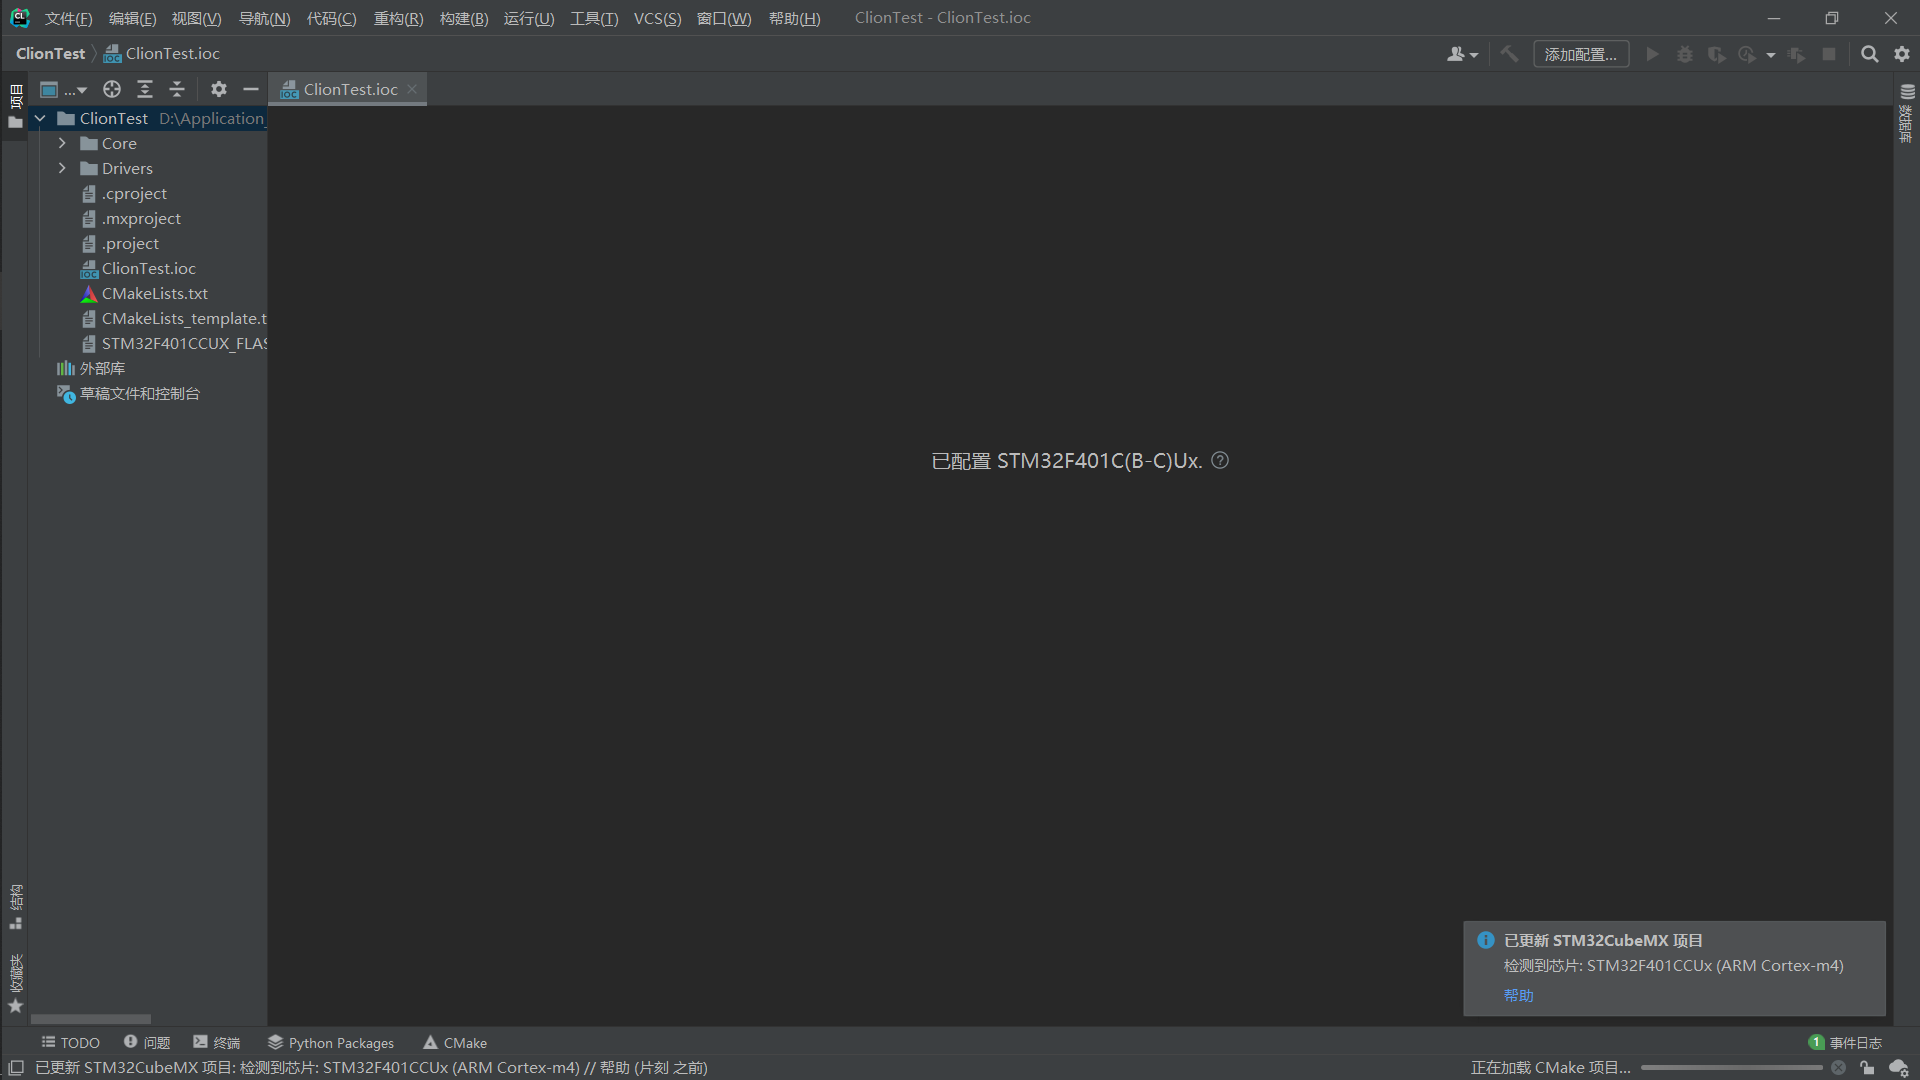 文件(F) 编辑(E) 视图(V) 导航(N) 代码(C) 重构(R) 构建(B) 运行(U) 工具(T) VCS(S) 窗口(W) 帮助(H) ClionTest - ClionTest.ioc
ClionTest ClionTest.ioc 添加配置...
项目
...
ClionTest.ioc
数据库
ClionTest D:\Application_
Core
Drivers
.cproject
.mxproject
.project
ClionTest.ioc
CMakeLists.txt
CMakeLists_template.t
STM32F401CCUX_FLAS
外部库
草稿文件和控制台
已配置 STM32F401C(B-C)Ux.
结构
收藏夹
已更新 STM32CubeMX 项目
检测到芯片: STM32F401CCUx (ARM Cortex-m4)
帮助
TODO 问题 终端 Python Packages CMake 1 事件日志
已更新 STM32CubeMX 项目: 检测到芯片: STM32F401CCUx (ARM Cortex-m4) // 帮助 (片刻 之前) 正在加载 CMake 项目...